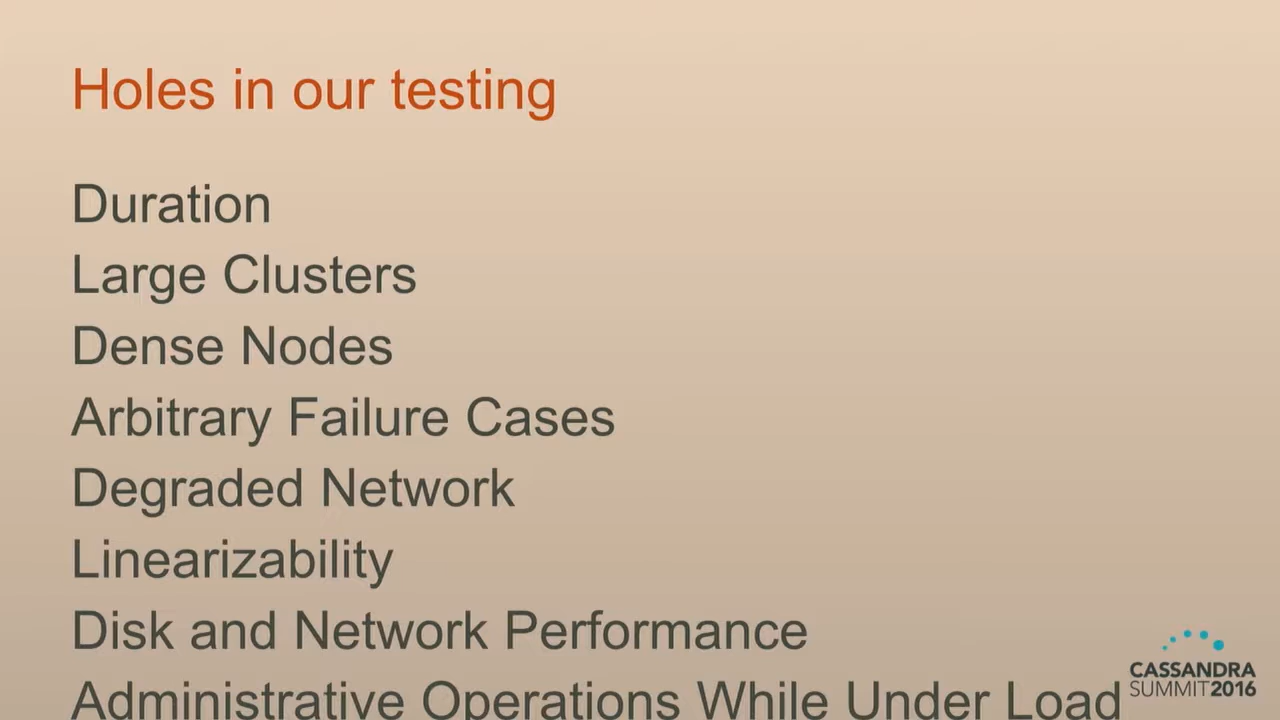 Holes in our testing
Duration
Large Clusters
Dense Nodes
Arbitrary Failure Cases
Degraded Network
Linearizability
Disk and Network Performance
Administrative Operations While Under Load
CASSANDRA
SUMMIT2016